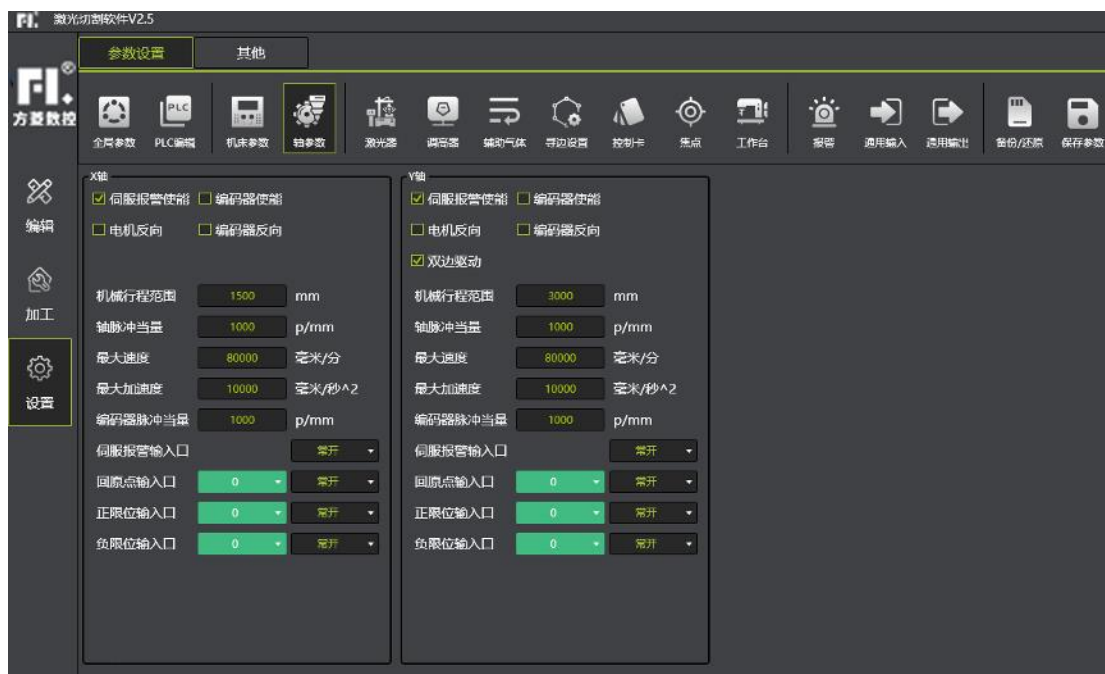 激光切割软件V2.5
参数设置 其他
方菱数控
全局参数 PLC编辑 机床参数 轴参数 激光器 调高器 辅助气体 寻边设置 控制卡 焦点 工作台 报警 通用输入 通用输出 备份/还原 保存参数
PLC
编辑
加工
设置
X轴
伺服报警使能 编码器使能
电机反向 编码器反向
机械行程范围 1500 mm
轴脉冲当量 1000 p/mm
最大速度 80000 毫米/分
最大加速度 10000 毫米/秒^2
编码器脉冲当量 1000 p/mm
伺服报警输入口 常开
回原点输入口 0 常开
正限位输入口 0 常开
负限位输入口 0 常开
Y轴
伺服报警使能 编码器使能
电机反向 编码器反向
双边驱动
机械行程范围 3000 mm
轴脉冲当量 1000 p/mm
最大速度 80000 毫米/分
最大加速度 10000 毫米/秒^2
编码器脉冲当量 1000 p/mm
伺服报警输入口 常开
回原点输入口 0 常开
正限位输入口 0 常开
负限位输入口 0 常开